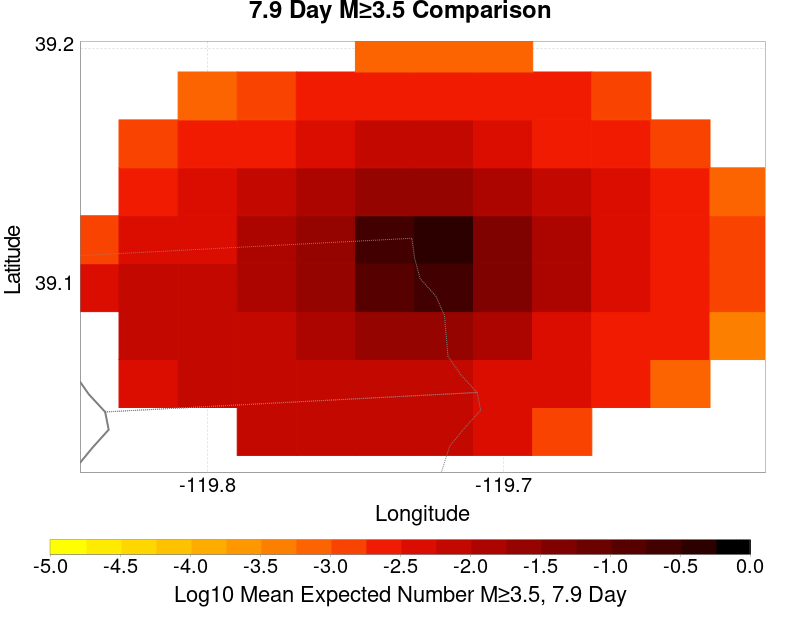 7.9 Day M≥3.5 Comparison
39.2
39.1
Latitude
-119.8 -119.7
Longitude
-5.0 -4.5 -4.0 -3.5 -3.0 -2.5 -2.0 -1.5 -1.0 -0.5 0.0
Log10 Mean Expected Number M≥3.5, 7.9 Day